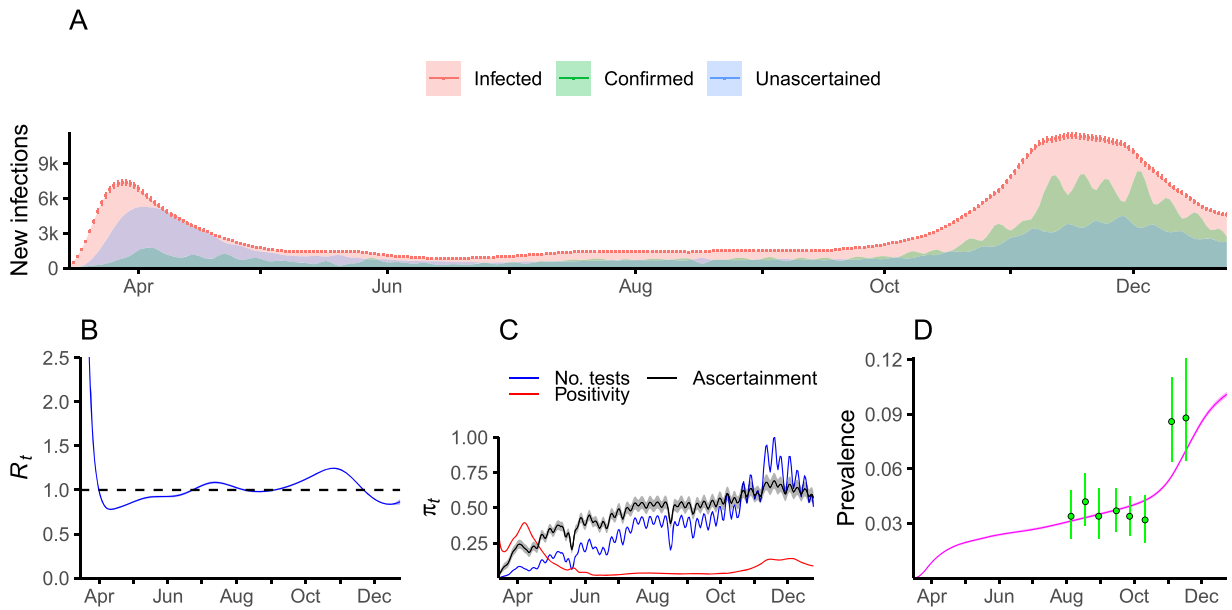 A
Infected Confirmed Unascertained
New infections
9k
6k
3k
0
Apr Jun Aug Oct Dec
B
R_t
2.5
2.0
1.5
1.0
0.5
0.0
Apr Jun Aug Oct Dec
C
No. tests Ascertainment
Positivity
π_t
1.00
0.75
0.50
0.25
Apr Jun Aug Oct Dec
D
Prevalence
0.12
0.09
0.06
0.03
Apr Jun Aug Oct Dec